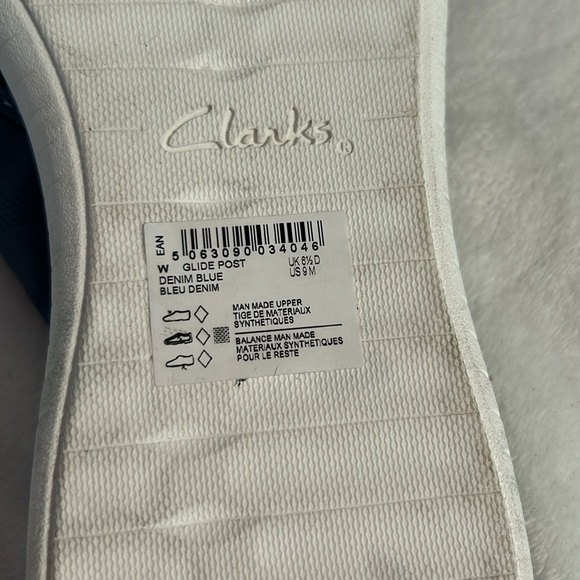 Clarks
EAN
5 063090 034046
W GLIDE POST UK 6½ D
DENIM BLUE US 9 M
BLEU DENIM
MAN MADE UPPER
TIGE DE MATERIAUX
SYNTHETIQUES
BALANCE MAN MADE
MATERIAUX SYNTHETIQUES
POUR LE RESTE